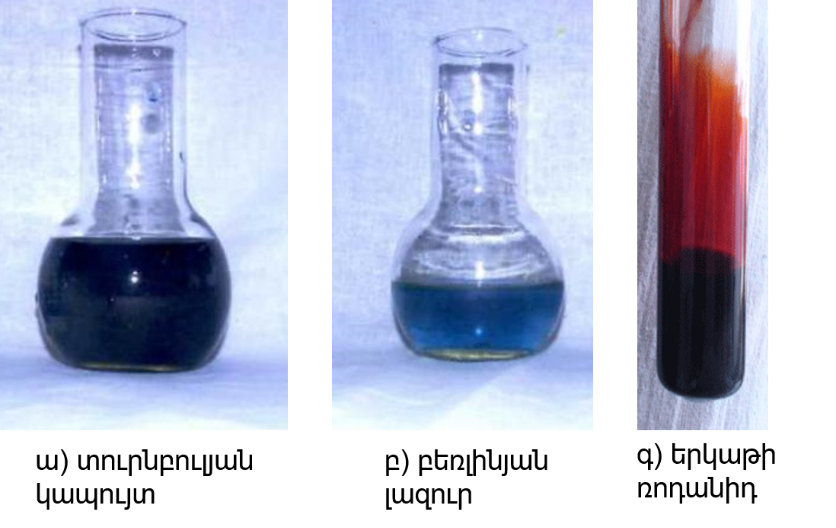 ա) տուրնբուլյան
կապույտ
բ) բեռլինյան
լազուր
գ) երկաթի
ռոդանիդ